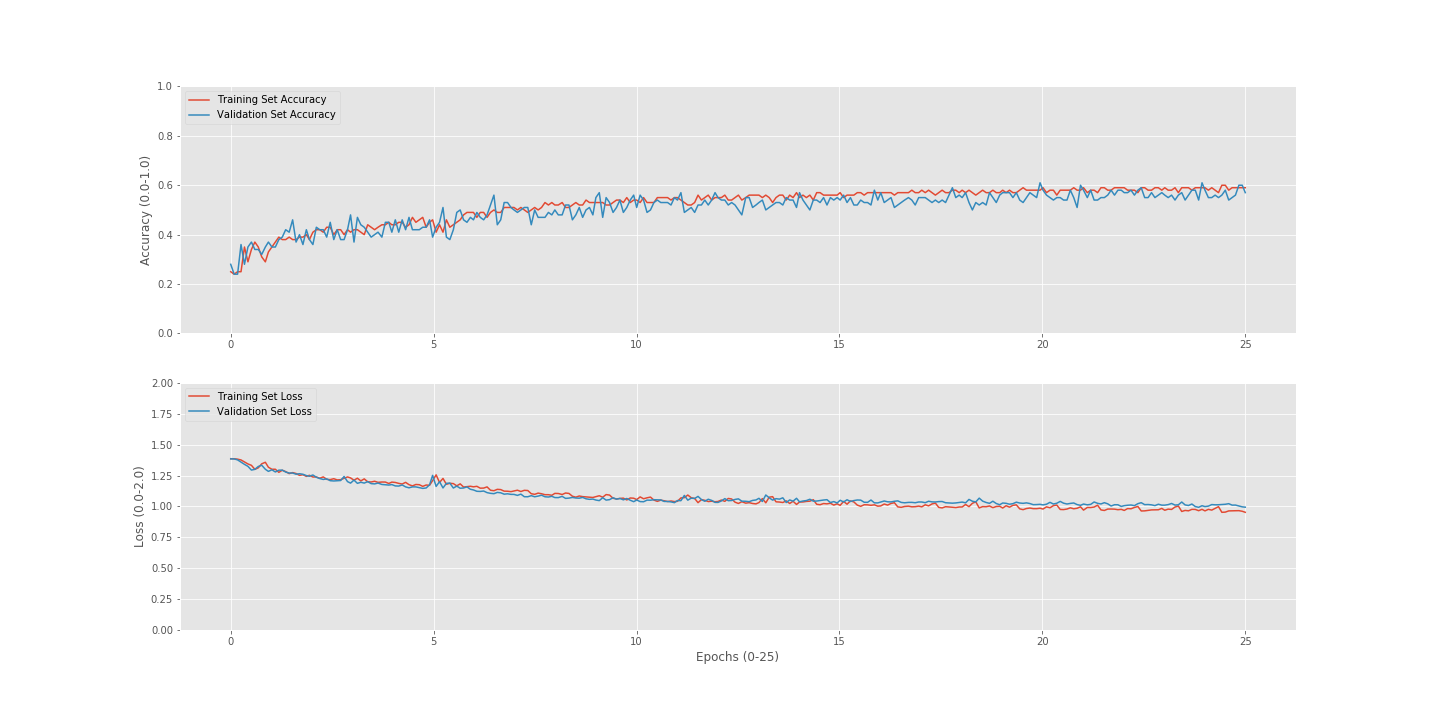 1.0
Training Set Accuracy
Validation Set Accuracy
0.8
0.6
0.4
0.2
0.0
Accuracy (0.0-1.0)
0 5 10 15 20 25
2.00
Training Set Loss
Validation Set Loss
1.75
1.50
1.25
1.00
0.75
0.50
0.25
0.00
Loss (0.0-2.0)
0 5 10 15 20 25
Epochs (0-25)